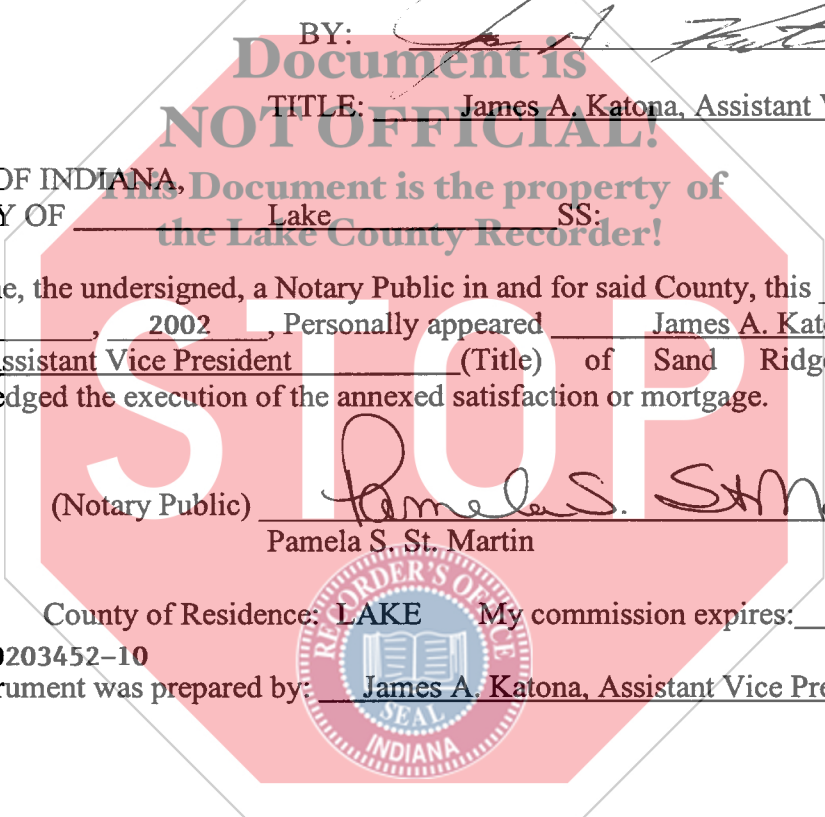 BY:
Document is
TITLE: James A. Katona, Assistant V
NOT OFFICIAL!
OF INDIANA,
This Document is the property of
Y OF Lake SS:
the Lake County Recorder!
e, the undersigned, a Notary Public in and for said County, this
, 2002 , Personally appeared James A. Kat
ssistant Vice President (Title) of Sand Ridg
edged the execution of the annexed satisfaction or mortgage.
STOP
Pamela S. St M
(Notary Public)
Pamela S. St. Martin
RECORDER'S OFFICE
County of Residence: LAKE My commission expires:
0203452-10
rument was prepared by: James A. Katona, Assistant Vice Pre
SEAL
INDIANA